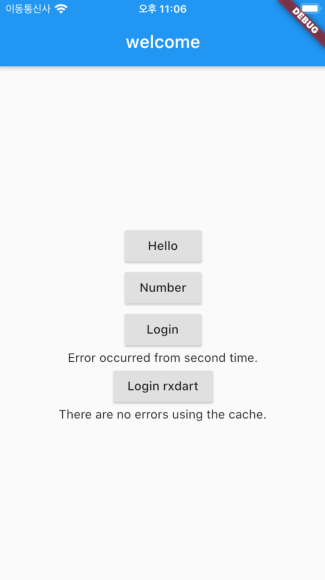 이동통신사 오후 11:06
DEBUG
welcome
Hello
Number
Login
Error occurred from second time.
Login rxdart
There are no errors using the cache.